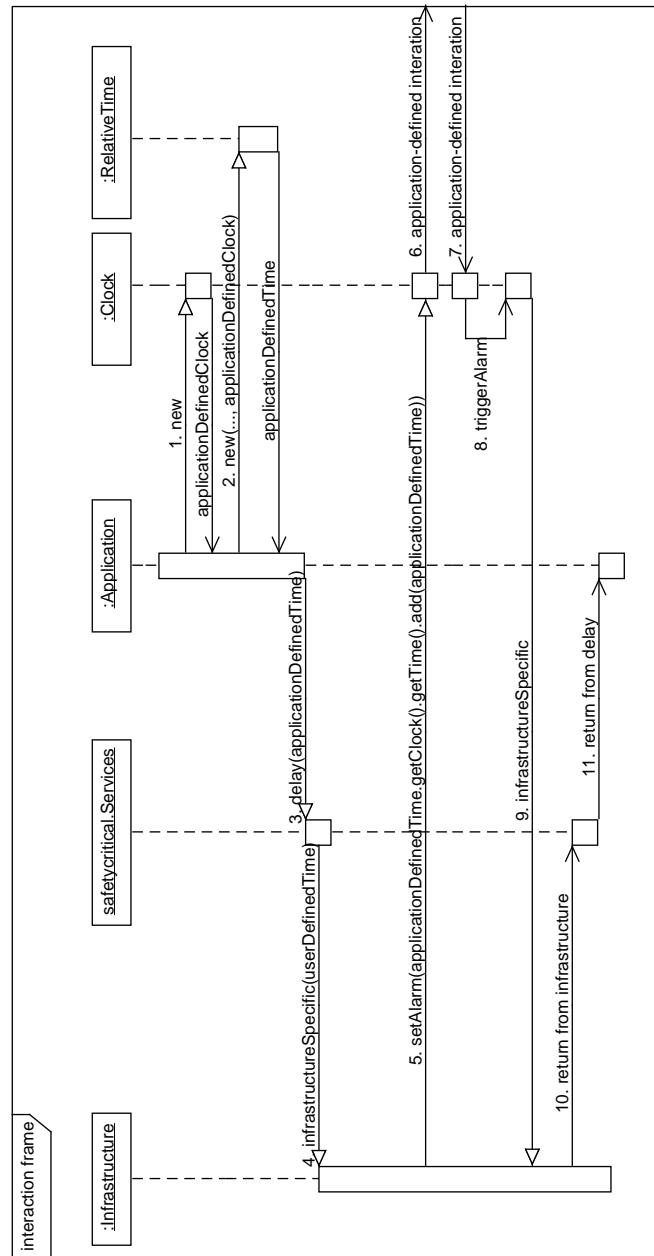 interaction frame
:Infrastructure
safetycritical.Services
:Application
:Clock
:RelativeTime
1. new
applicationDefinedClock
2. new(..., applicationDefinedClock)
applicationDefinedTime
3. delay(applicationDefinedTime)
4. infrastructureSpecific(userDefinedTime)
5. setAlarm(applicationDefinedTime.getClock().getTime().add(applicationDefinedTime))
6. application-defined interation
7. application-defined interation
8. triggerAlarm
9. infrastructureSpecific
10. return from infrastructure
11. return from delay